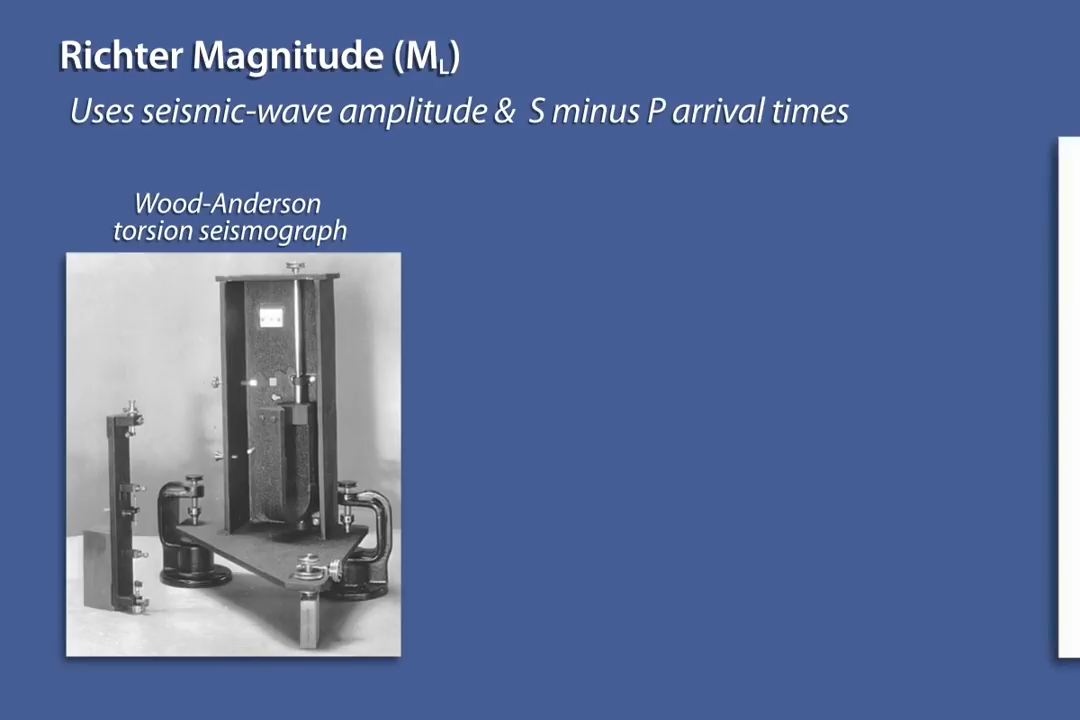 Richter Magnitude (ML)
Uses seismic-wave amplitude & S minus P arrival times
Wood-Anderson
torsion seismograph